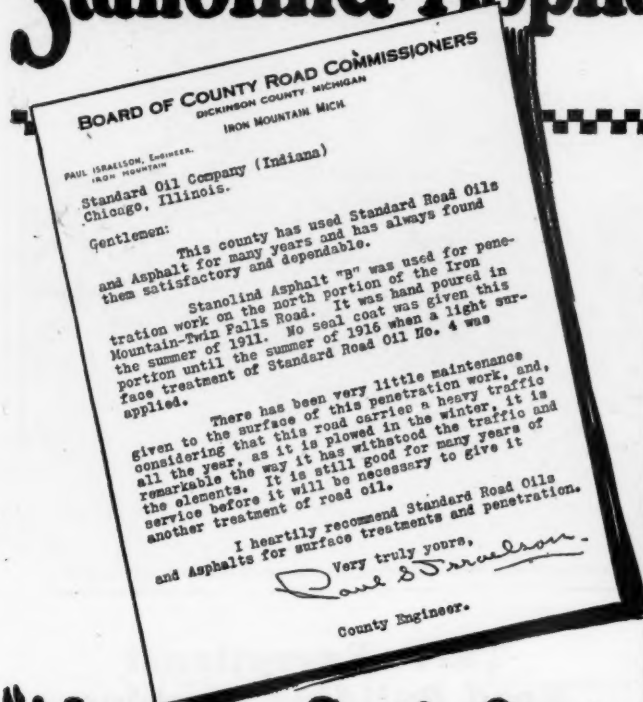 Stanolind Asphalt
BOARD OF COUNTY ROAD COMMISSIONERS
DICKINSON COUNTY MICHIGAN
IRON MOUNTAIN MICH.
PAUL ISRAELSON, ENGINEER.
IRON MOUNTAIN
Standard Oil Company (Indiana)
Chicago, Illinois.
Gentlemen:
This county has used Standard Road Oils
and Asphalt for many years and has always found
them satisfactory and dependable.
Stanolind Asphalt "B" was used for pene-
tration work on the north portion of the Iron
Mountain-Twin Falls Road. It was hand poured in
the summer of 1911. No seal coat was given this
portion until the summer of 1916 when a light sur-
face treatment of Standard Road Oil No. 4 was
applied.
There has been very little maintenance
given to the surface of this penetration work, and,
considering that this road carries a heavy traffic
all the year, as it is plowed in the winter, it is
remarkable the way it has withstood the traffic and
the elements. It is still good for many years of
service before it will be necessary to give it
another treatment of road oil.
I heartily recommend Standard Road Oils
and Asphalts for surface treatments and penetration.
Very truly yours,
Paul S Israelson.
County Engineer.